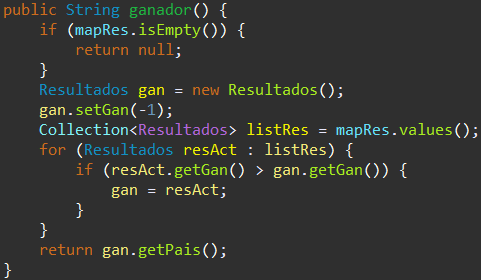 public String ganador() {
    if (mapRes.isEmpty()) {
        return null;
    }
    Resultados gan = new Resultados();
    gan.setGan(-1);
    Collection<Resultados> listRes = mapRes.values();
    for (Resultados resAct : listRes) {
        if (resAct.getGan() > gan.getGan()) {
            gan = resAct;
        }
    }
    return gan.getPais();
}